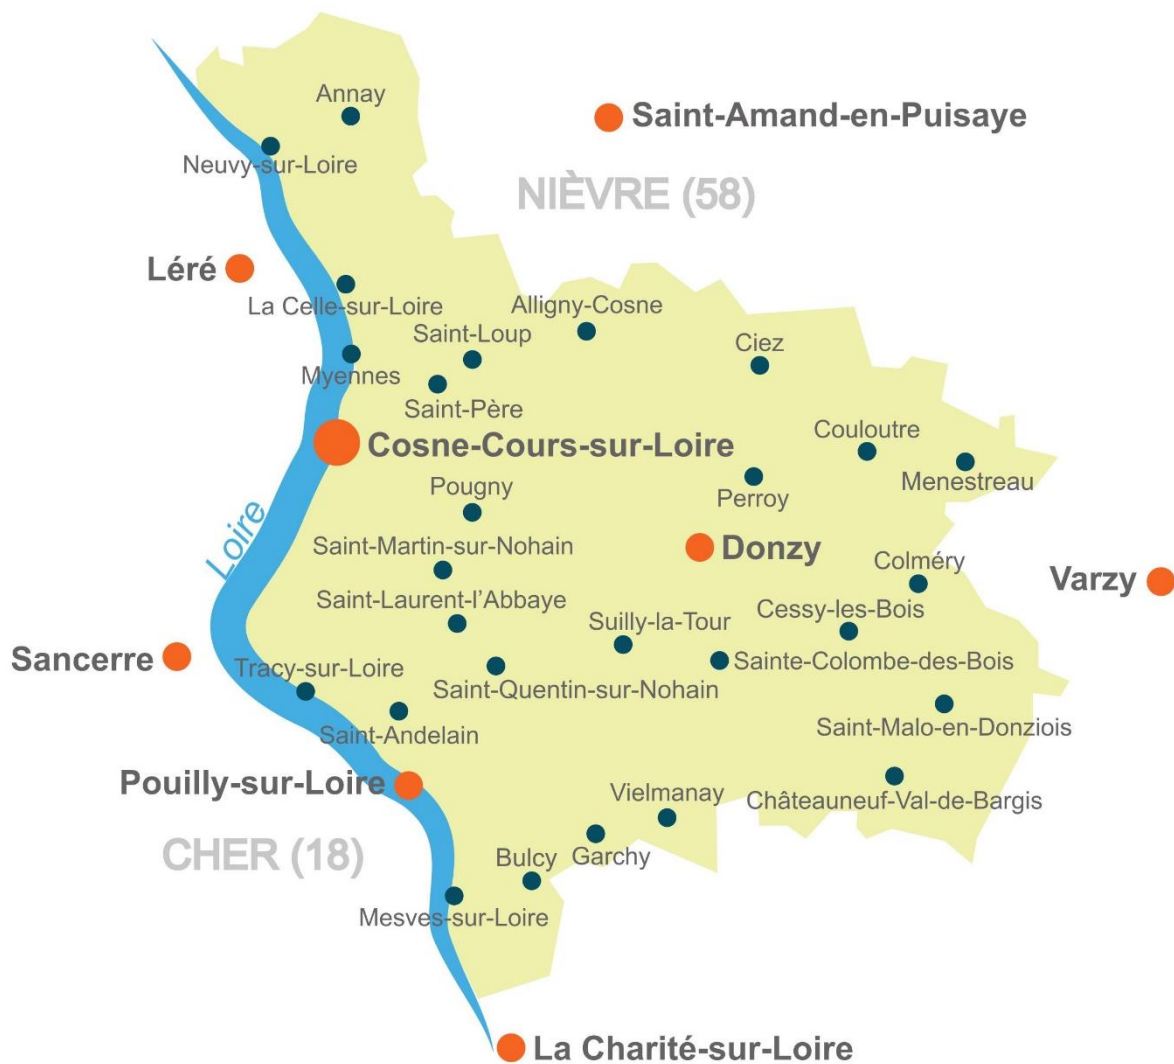 Annay
Saint-Amand-en-Puisaye
Neuvy-sur-Loire
NIÈVRE (58)
Léré
La Celle-sur-Loire
Alligny-Cosne
Saint-Loup
Ciez
Myennes
Saint-Père
Cosne-Cours-sur-Loire
Couloutre
Menestreau
Pougny
Perroy
Loire
Saint-Martin-sur-Nohain
Donzy
Colméry
Varzy
Saint-Laurent-l’Abbaye
Cessy-les-Bois
Suilly-la-Tour
Sancerre
Tracy-sur-Loire
Sainte-Colombe-des-Bois
Saint-Quentin-sur-Nohain
Saint-Andelain
Saint-Malo-en-Donziois
Pouilly-sur-Loire
Vielmanay
Châteauneuf-Val-de-Bargis
CHER (18)
Bulcy
Garchy
Mesves-sur-Loire
La Charité-sur-Loire